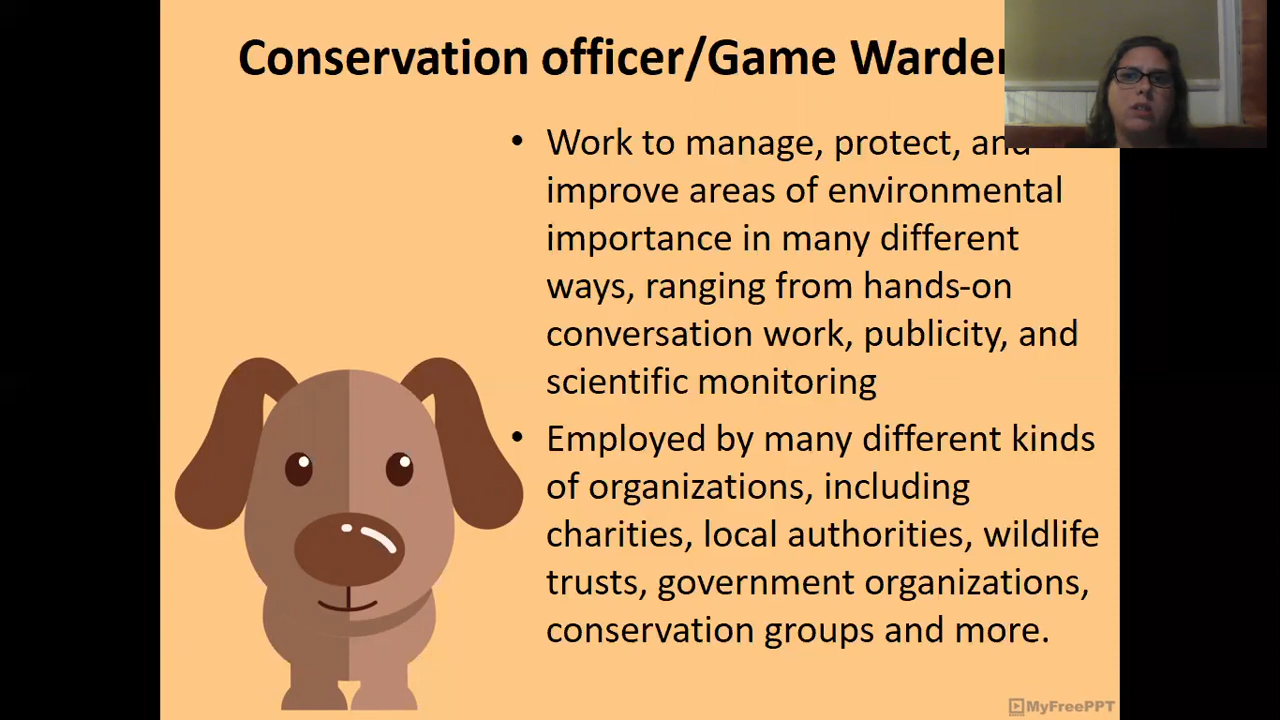 Conservation officer/Game Warden
• Work to manage, protect, and
improve areas of environmental
importance in many different
ways, ranging from hands-on
conversation work, publicity, and
scientific monitoring
• Employed by many different kinds
of organizations, including
charities, local authorities, wildlife
trusts, government organizations,
conservation groups and more.
MyFreePPT